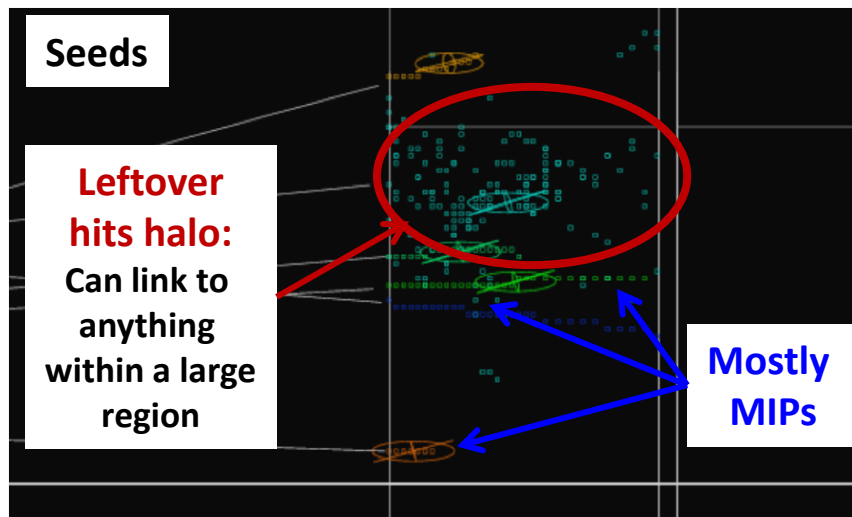 Seeds
Leftover
hits halo:
Can link to
anything
within a large
region
Mostly
MIPs